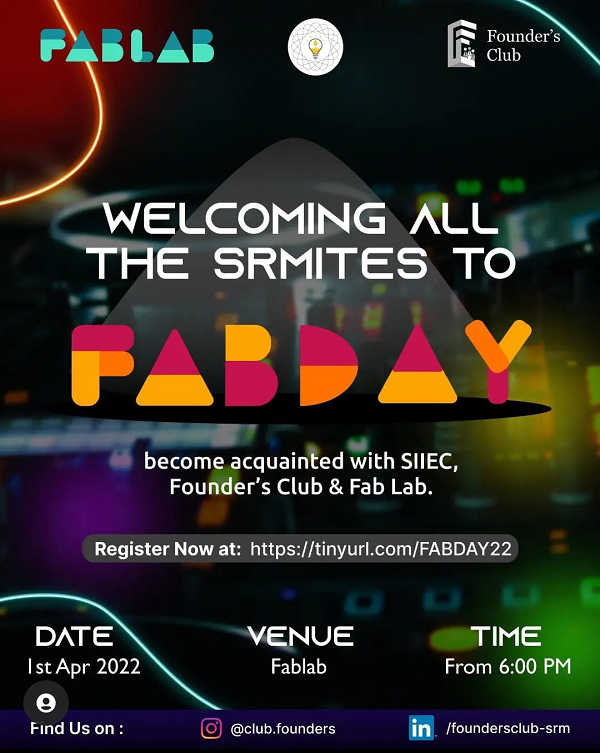 FABLAB
Founder's
Club
WELCOMING ALL
THE SRMITES TO
FABDAY
become acquainted with SIIEC,
Founder's Club & Fab Lab.
Register Now at: https://tinyurl.com/FABDAY22
DATE VENUE TIME
1st Apr 2022 Fablab From 6:00 PM
Find Us on : @club.founders /foundersclub-srm